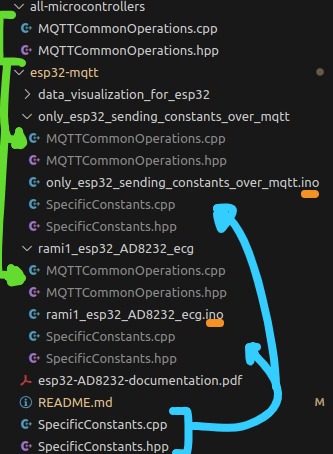 all-microcontrollers
MQTTCommonOperations.cpp
MQTTCommonOperations.hpp
esp32-mqtt
data_visualization_for_esp32
only_esp32_sending_constants_over_mqtt
MQTTCommonOperations.cpp
MQTTCommonOperations.hpp
only_esp32_sending_constants_over_mqtt.ino
SpecificConstants.cpp
SpecificConstants.hpp
rami1_esp32_AD8232_ecg
MQTTCommonOperations.cpp
MQTTCommonOperations.hpp
rami1_esp32_AD8232_ecg.ino
SpecificConstants.cpp
SpecificConstants.hpp
esp32-AD8232-documentation.pdf
README.md M
SpecificConstants.cpp
SpecificConstants.hpp